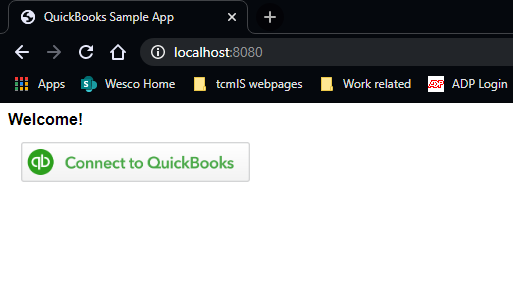 QuickBooks Sample App
localhost:8080
Apps Wesco Home tcmIS webpages Work related ADP ADP Login
Welcome!
qb Connect to QuickBooks